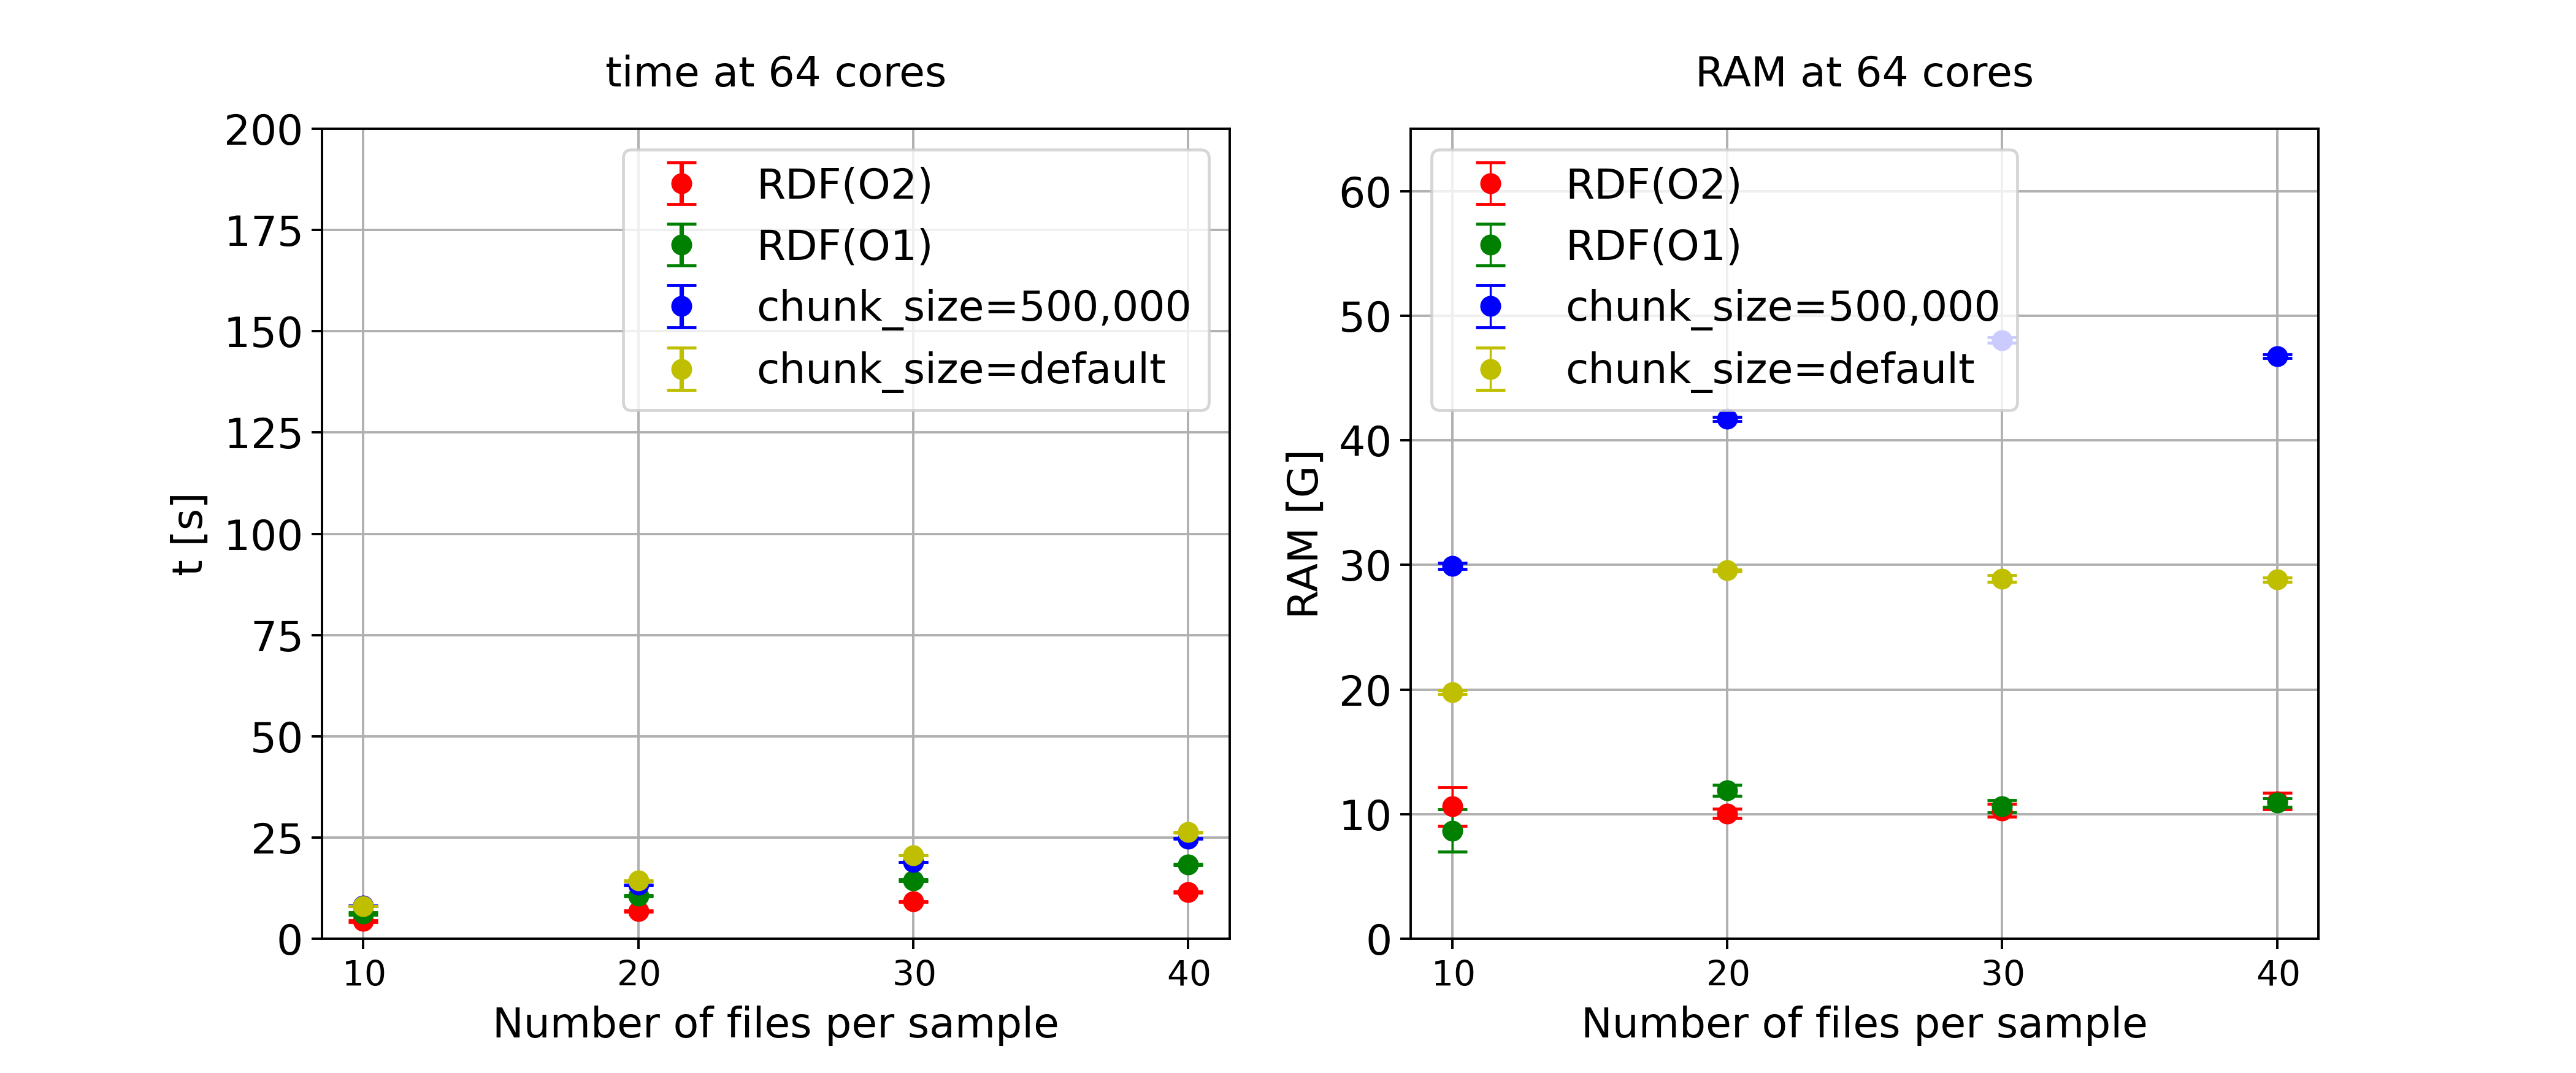 time at 64 cores
200
175
150
125
100
75
50
25
0
t [s]
10 20 30 40
Number of files per sample
RDF(O2)
RDF(O1)
chunk_size=500,000
chunk_size=default
RAM at 64 cores
60
50
40
30
20
10
0
RAM [G]
10 20 30 40
Number of files per sample
RDF(O2)
RDF(O1)
chunk_size=500,000
chunk_size=default